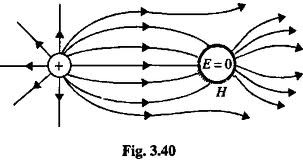 +
E = 0
H
Fig. 3.40